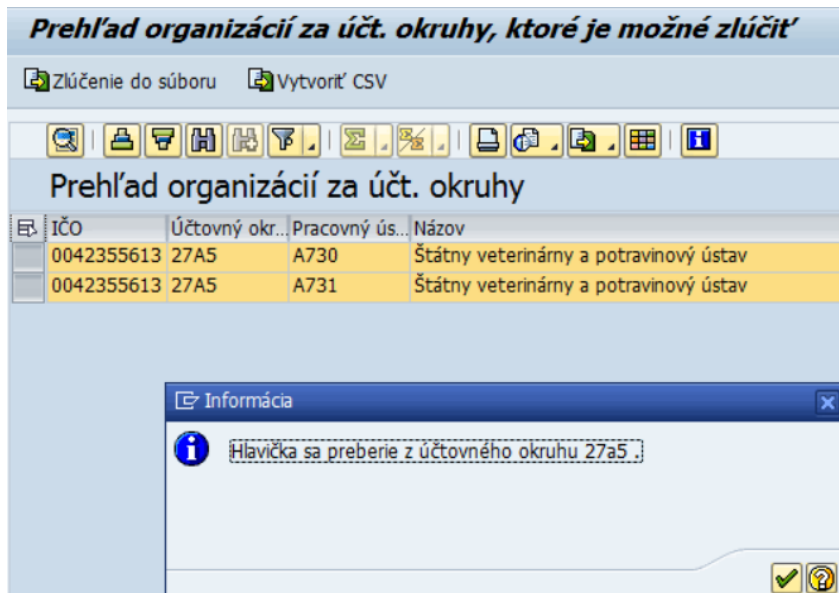 Prehľad organizácií za účt. okruhy, ktoré je možné zlúčiť
Zlúčenie do súboru Vytvoriť CSV
Prehľad organizácií za účt. okruhy
IČO Účtovný okr... Pracovný ús... Názov
0042355613 27A5 A730 Štátny veterinárny a potravinový ústav
0042355613 27A5 A731 Štátny veterinárny a potravinový ústav
Informácia
Hlavička sa preberie z účtovného okruhu 27a5 .